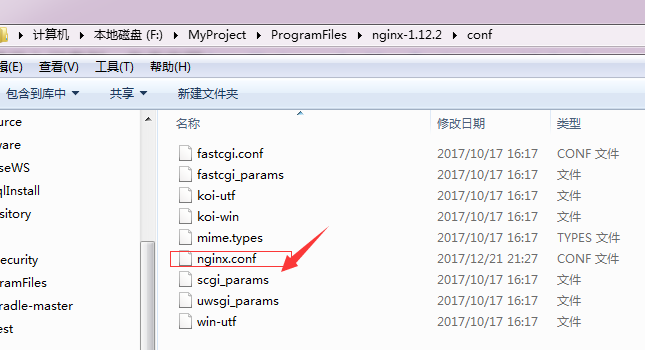 计算机 ▸ 本地磁盘 (F:) ▸ MyProject ▸ ProgramFiles ▸ nginx-1.12.2 ▸ conf
辑(E) 查看(V) 工具(T) 帮助(H)
包含到库中 共享 新建文件夹
名称 修改日期 类型
urce
ware
seWS
qlInstall
ository
ecurity
gramFiles
radle-master
est
fastcgi.conf 2017/10/17 16:17 CONF 文件
fastcgi_params 2017/10/17 16:17 文件
koi-utf 2017/10/17 16:17 文件
koi-win 2017/10/17 16:17 文件
mime.types 2017/10/17 16:17 TYPES 文件
nginx.conf 2017/12/21 21:27 CONF 文件
scgi_params 2017/10/17 16:17 文件
uwsgi_params 2017/10/17 16:17 文件
win-utf 2017/10/17 16:17 文件